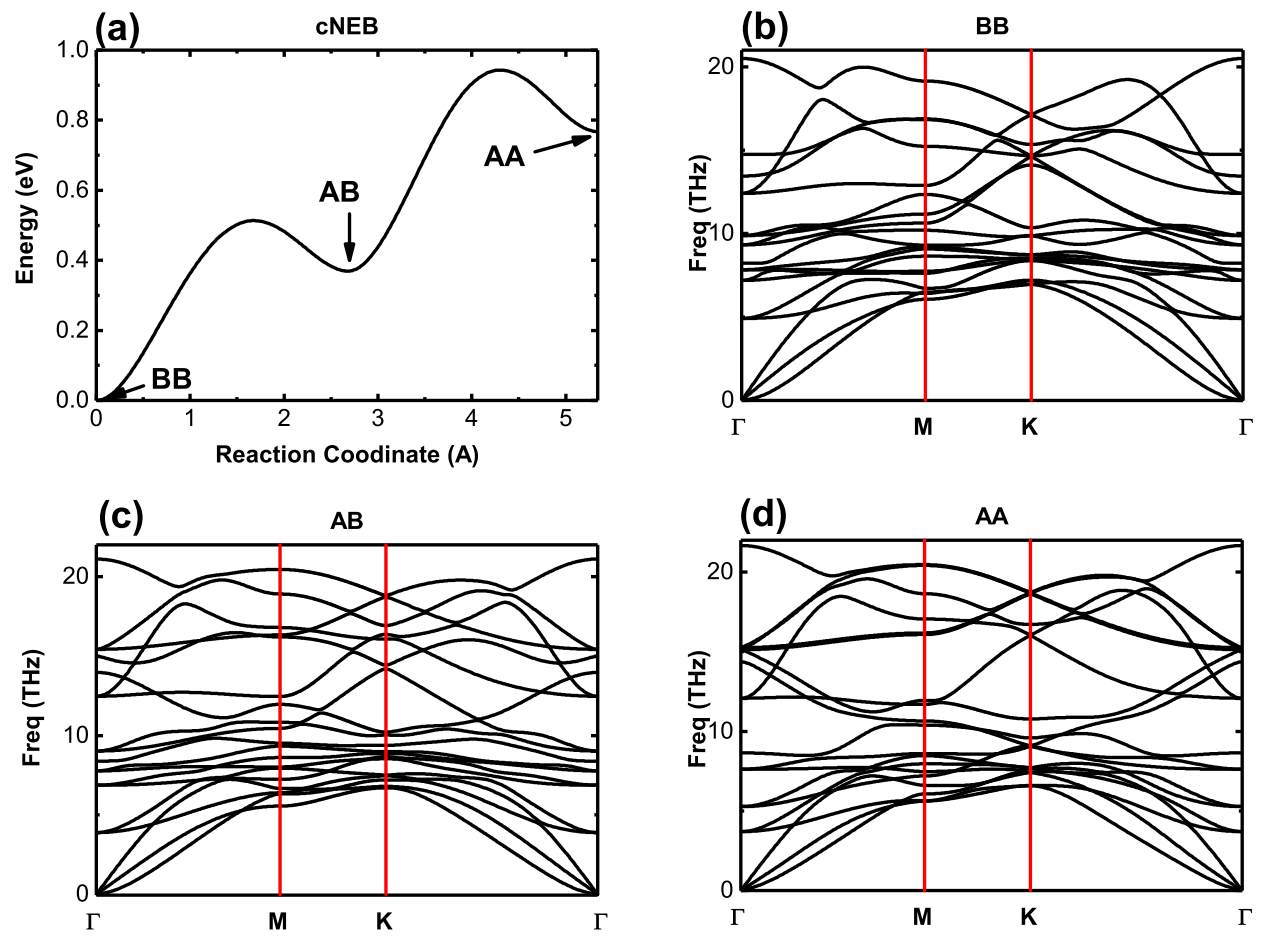 (a) cNEB
1.0
0.8
0.6
0.4
0.2
0.0
Energy (eV)
BB
AB
AA
0 1 2 3 4 5
Reaction Coodinate (A)
(b) BB
20
10
0
Freq (THz)
Γ M K Γ
(c) AB
20
10
0
Freq (THz)
Γ M K Γ
(d) AA
20
10
0
Freq (THz)
Γ M K Γ